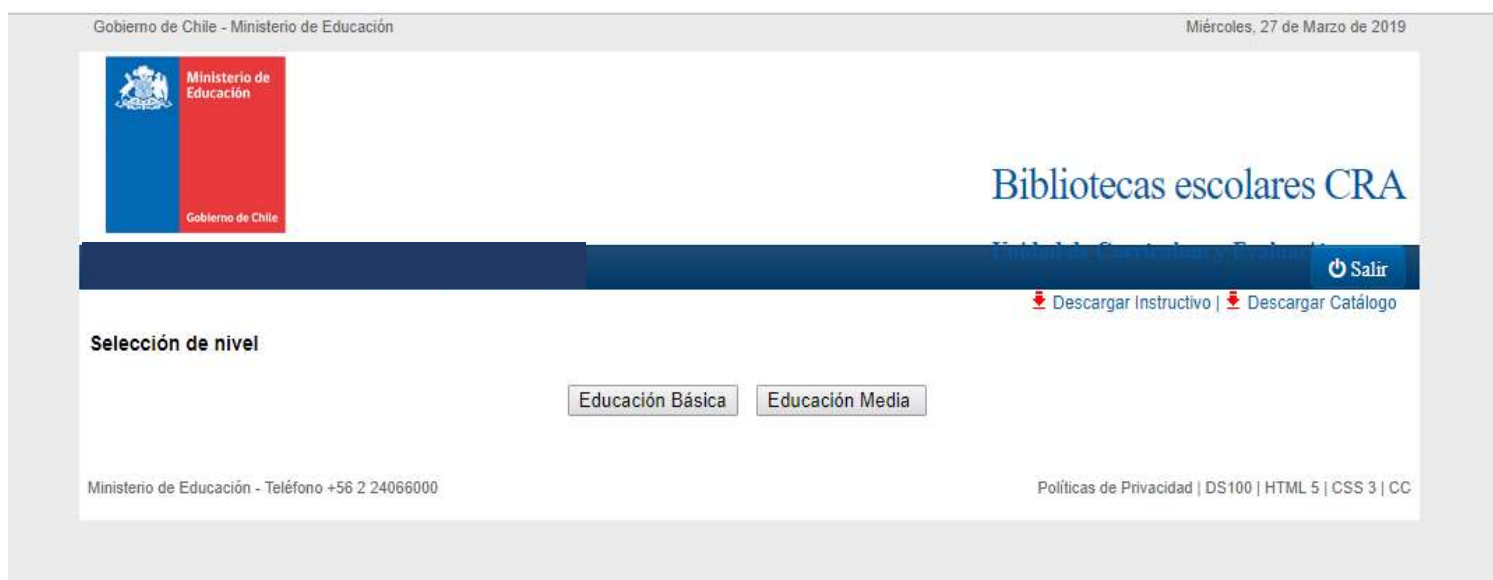 Gobierno de Chile - Ministerio de Educación
Miércoles, 27 de Marzo de 2019
Ministerio de
Educación
Gobierno de Chile
Bibliotecas escolares CRA
Salir
Descargar Instructivo | Descargar Catálogo
Selección de nivel
Educación Básica
Educación Media
Ministerio de Educación - Teléfono +56 2 24066000
Políticas de Privacidad | DS100 | HTML 5 | CSS 3 | CC